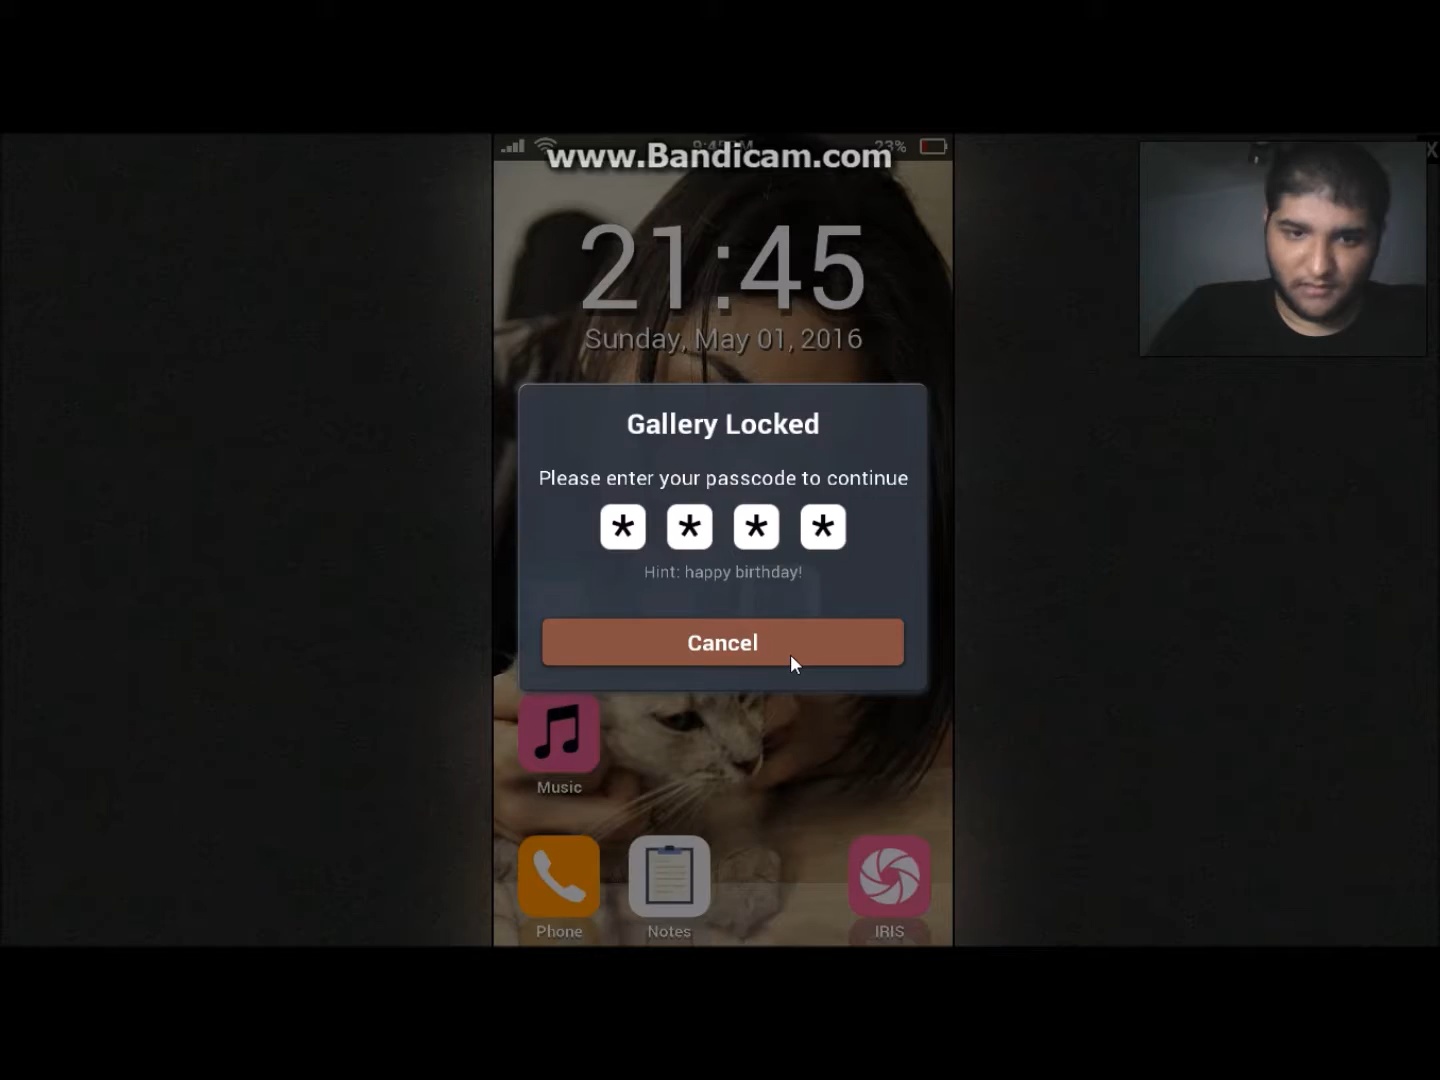 www.Bandicam.com
21:45
Sunday, May 01, 2016
Gallery Locked
Please enter your passcode to continue
* * * *
Hint: happy birthday!
Cancel
Music
Phone Notes IRIS
X